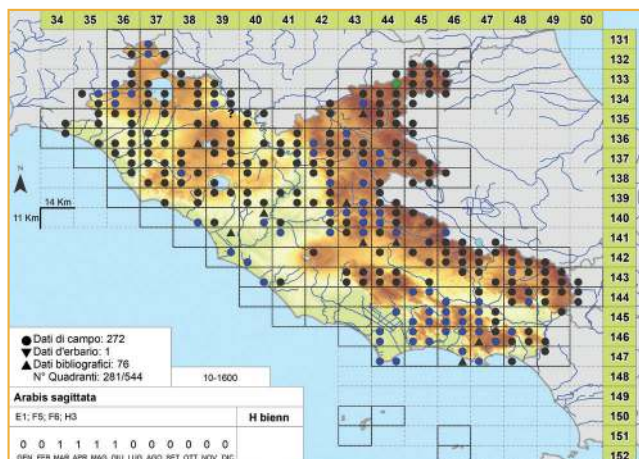 34 35 36 37 38 39 40 41 42 43 44 45 46 47 48 49 50
131
132
133
134
135
136
137
138
139
140
141
142
143
144
145
146
147
148
149
150
151
152
?
N
14 Km
11 Km
Dati di campo: 272
Dati d'erbario: 1
Dati bibliografici: 76
N° Quadranti: 281/544
10-1600
Arabis sagittata
E1; F5; F6; H3
H bienn
0 0 1 1 1 1 0 0 0 0 0 0
GEN FEB MAR APR MAG GIU LUG AGO SET OTT NOV DIC